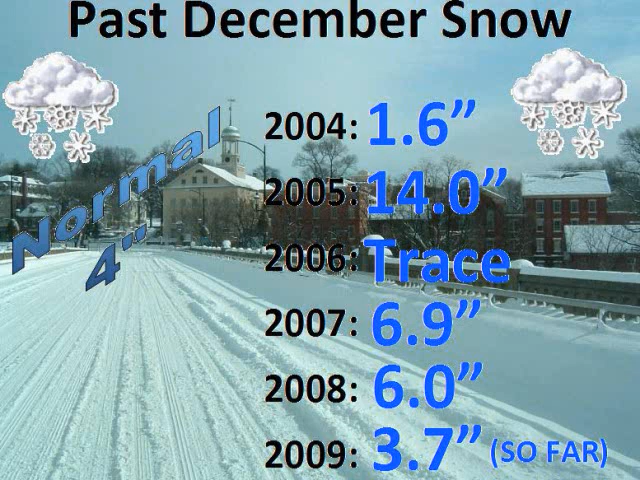 Past December Snow
Normal
4"
2004: 1.6”
2005: 14.0”
2006: Trace
2007: 6.9”
2008: 6.0”
2009: 3.7” (SO FAR)